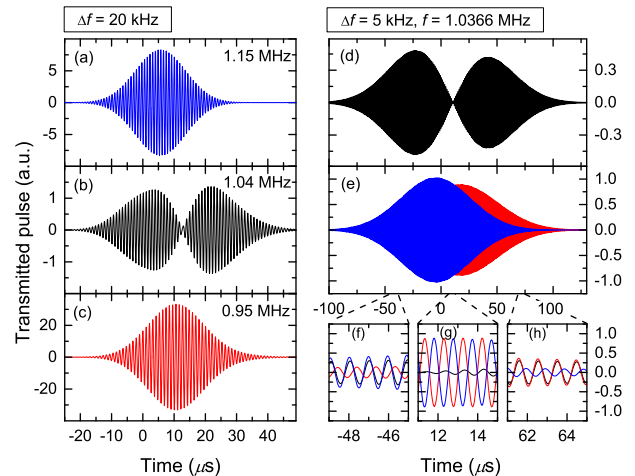 Δf = 20 kHz
Δf = 5 kHz, f = 1.0366 MHz
(a)
1.15 MHz
5
0
-5
(b)
1.04 MHz
1
0
-1
(c)
0.95 MHz
20
0
-20
-20 -10 0 10 20 30 40
Time (μs)
Transmitted pulse (a.u.)
(d)
0.3
0.0
-0.3
(e)
1.0
0.5
0.0
-0.5
-1.0
-100 -50 0 50 100
(f)
(g)
(h)
1.0
0.5
0.0
-0.5
-1.0
-48 -46
12 14
62 64
Time (μs)